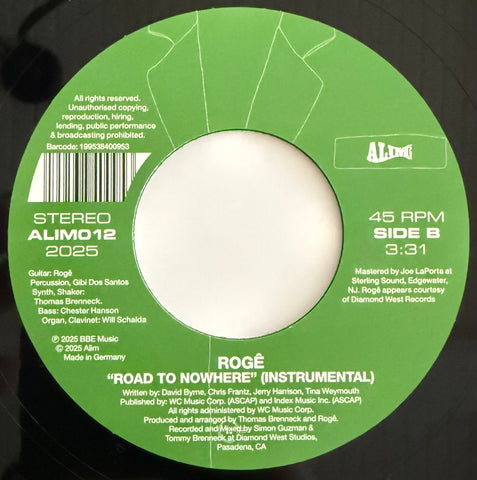 All rights reserved.
Unauthorised copying,
reproduction, hiring,
lending, public performance
& broadcasting prohibited.
Barcode: 199538400953
ALIM
STEREO
ALIM012
2025
45 RPM
SIDE B
3:31
Guitar: Rogê
Percussion, Gibi Dos Santos
Synth, Shaker:
Thomas Brenneck.
Bass: Chester Hanson
Organ, Clavinet: Will Schalda
Mastered by Joe LaPorta at
Sterling Sound, Edgewater,
NJ. Rogê appears courtesy
of Diamond West Records
℗ 2025 BBE Music
© 2025 Alim
Made in Germany
ROGÊ
“ROAD TO NOWHERE” (INSTRUMENTAL)
Written by: David Byrne, Chris Frantz, Jerry Harrison, Tina Weymouth
Published by: WC Music Corp. (ASCAP) and Index Music Inc. (ASCAP)
All rights administered by WC Music Corp.
Produced and arranged by Thomas Brenneck and Rogê.
Recorded and Mixed by Simon Guzman &
Tommy Brenneck at Diamond West Studios,
Pasadena, CA